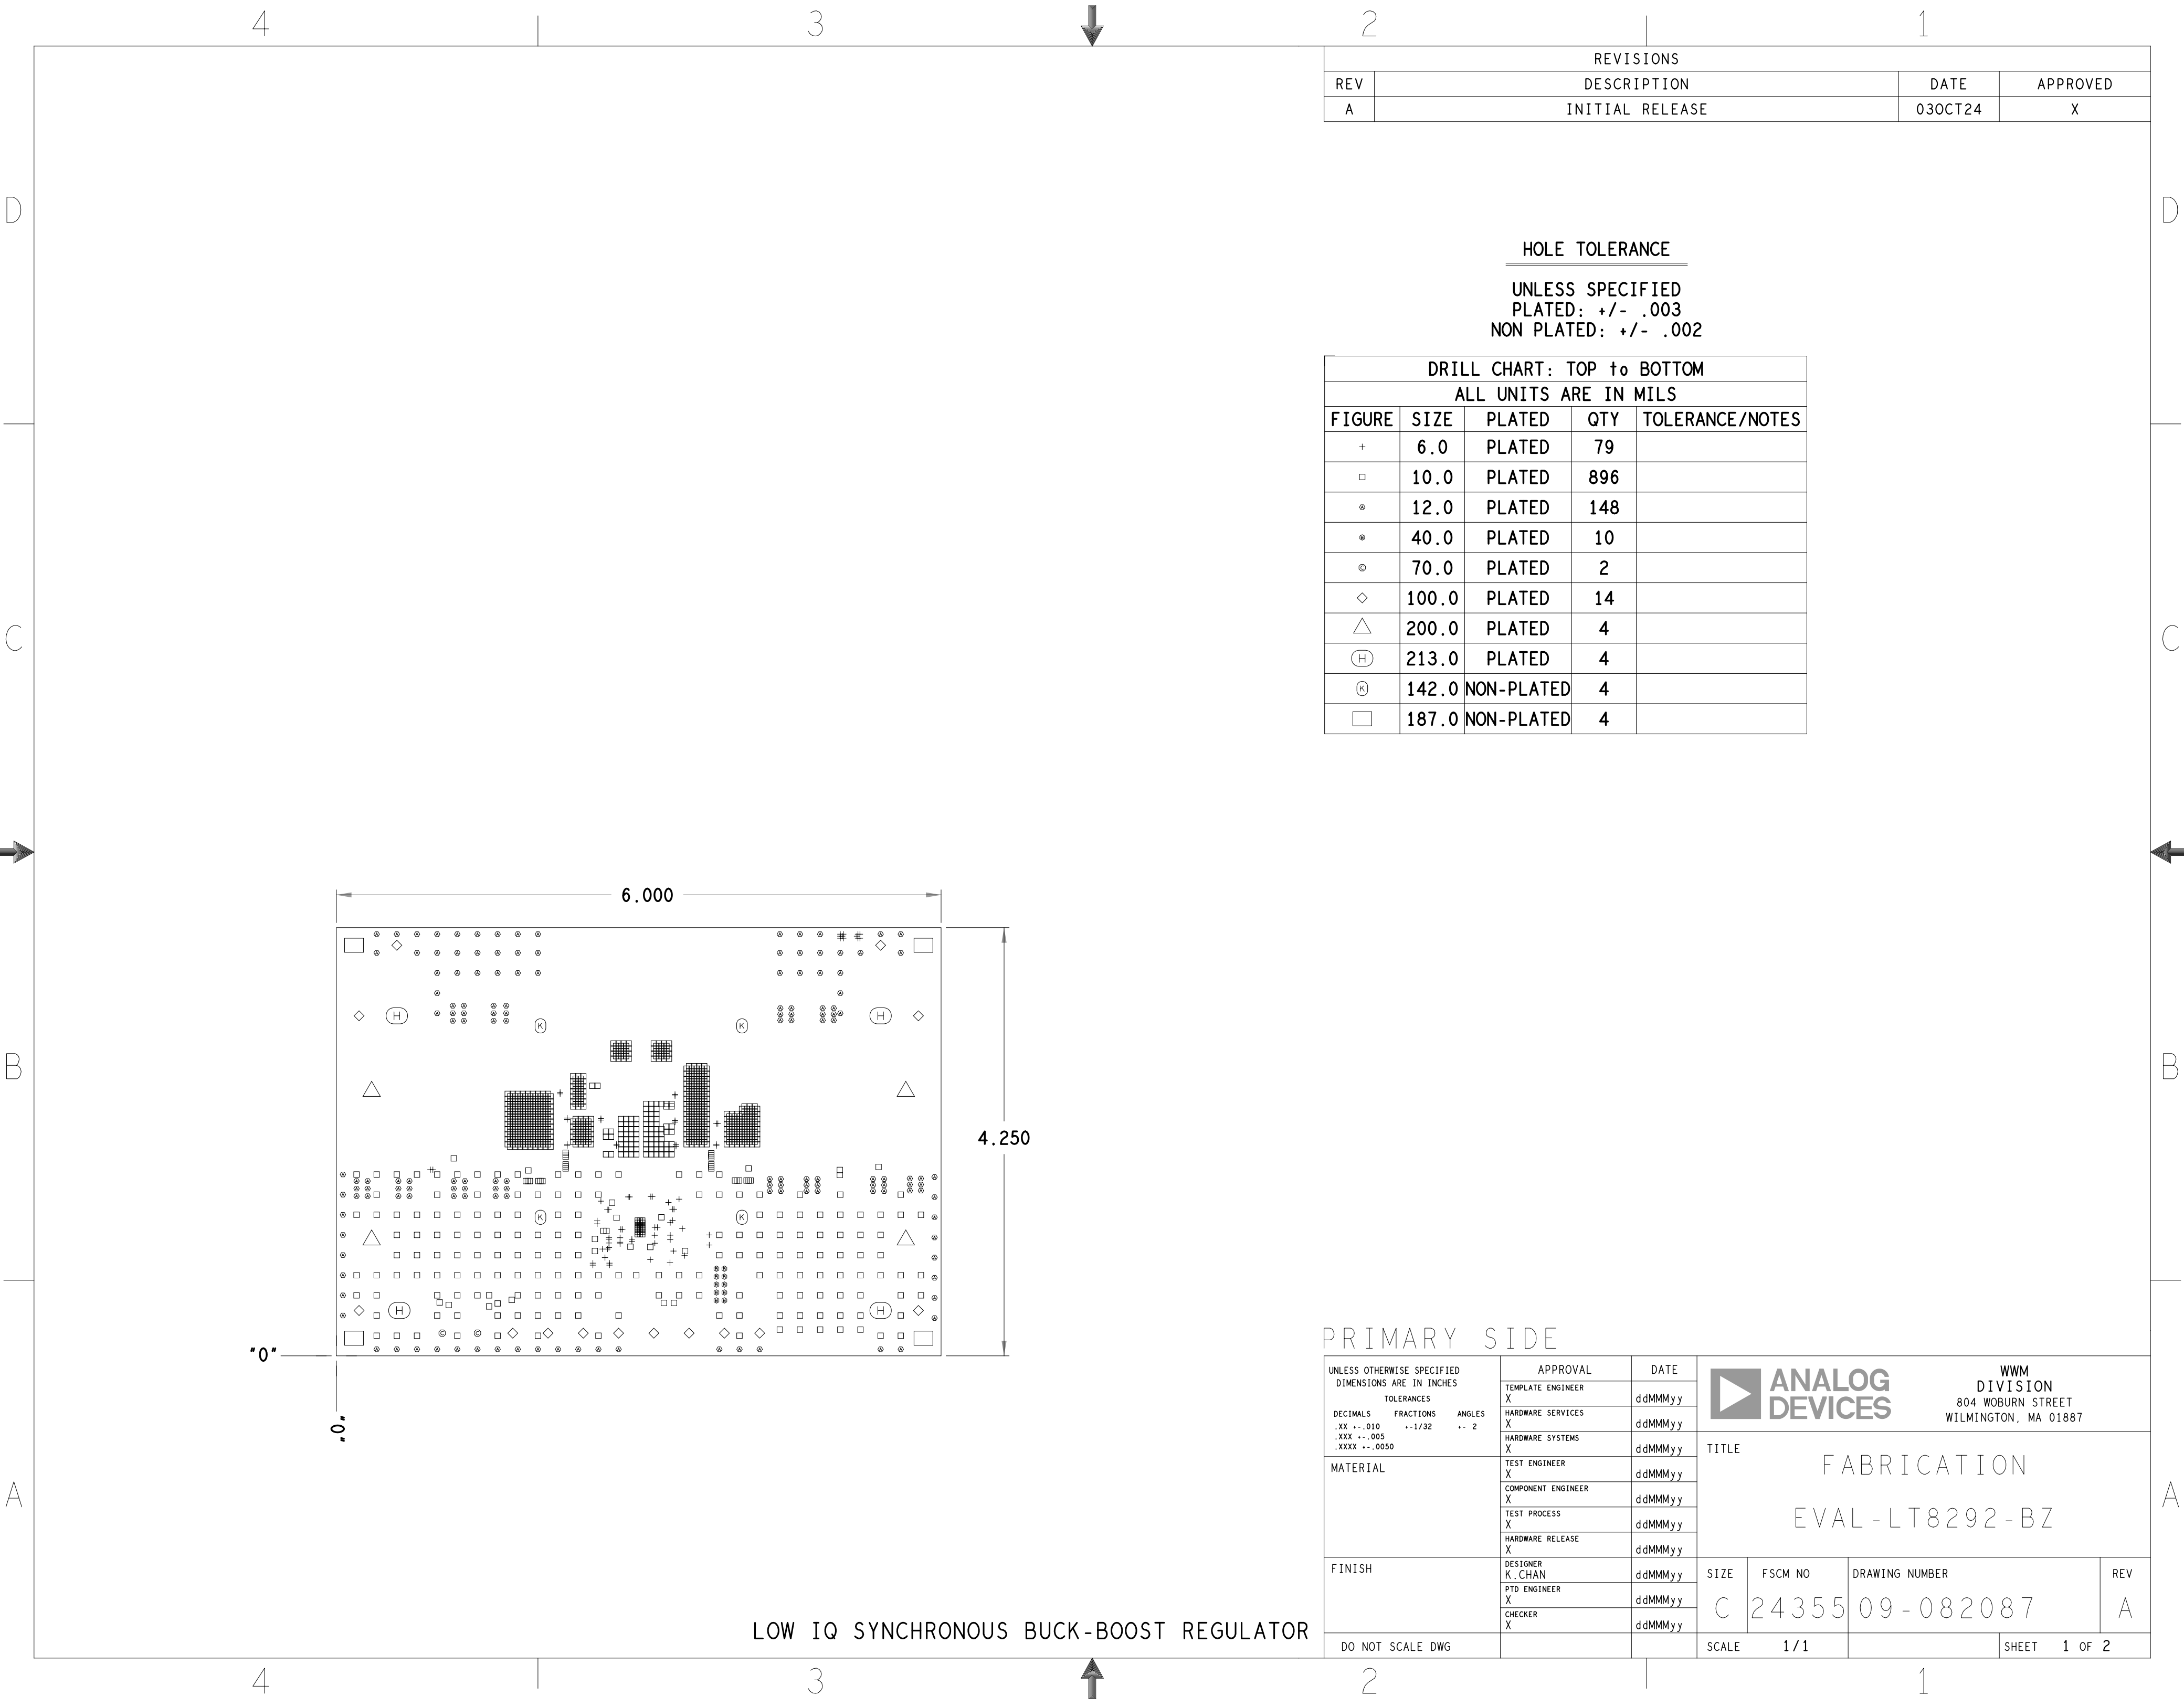 4 3 2 1
REVISIONS
REV DESCRIPTION DATE APPROVED
A INITIAL RELEASE 03OCT24 X
D D
HOLE TOLERANCE
UNLESS SPECIFIED
PLATED: +/- .003
NON PLATED: +/- .002
DRILL CHART: TOP to BOTTOM
ALL UNITS ARE IN MILS
FIGURE SIZE PLATED QTY TOLERANCE/NOTES
6.0 PLATED 79
10.0 PLATED 896
A 12.0 PLATED 148
B 40.0 PLATED 10
C 70.0 PLATED 2
100.0 PLATED 14
200.0 PLATED 4
H 213.0 PLATED 4
K 142.0 NON-PLATED 4
187.0 NON-PLATED 4
C C
6.000
H H
K K
B B
4.250
K K
H H
C C
"0"
"0"
PRIMARY SIDE
UNLESS OTHERWISE SPECIFIED
DIMENSIONS ARE IN INCHES
TOLERANCES
DECIMALS FRACTIONS ANGLES
.XX +-.010 +-1/32 +- 2
.XXX +-.005
.XXXX +-.0050
MATERIAL
FINISH
DO NOT SCALE DWG
APPROVAL DATE
TEMPLATE ENGINEER
X ddMMMyy
HARDWARE SERVICES
X ddMMMyy
HARDWARE SYSTEMS
X ddMMMyy
TEST ENGINEER
X ddMMMyy
COMPONENT ENGINEER
X ddMMMyy
TEST PROCESS
X ddMMMyy
HARDWARE RELEASE
X ddMMMyy
DESIGNER
K.CHAN ddMMMyy
PTD ENGINEER
X ddMMMyy
CHECKER
X ddMMMyy
ANALOG
DEVICES
WWM
DIVISION
804 WOBURN STREET
WILMINGTON, MA 01887
TITLE
FABRICATION
EVAL-LT8292-BZ
SIZE FSCM NO DRAWING NUMBER REV
C 24355 09-082087 A
SCALE 1/1 SHEET 1 OF 2
A A
LOW IQ SYNCHRONOUS BUCK-BOOST REGULATOR
4 3 2 1